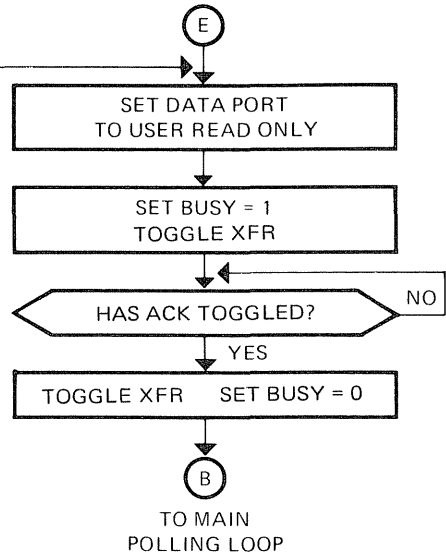 E
SET DATA PORT
TO USER READ ONLY
SET BUSY = 1
TOGGLE XFR
HAS ACK TOGGLED?
NO
YES
TOGGLE XFR SET BUSY = 0
B
TO MAIN
POLLING LOOP